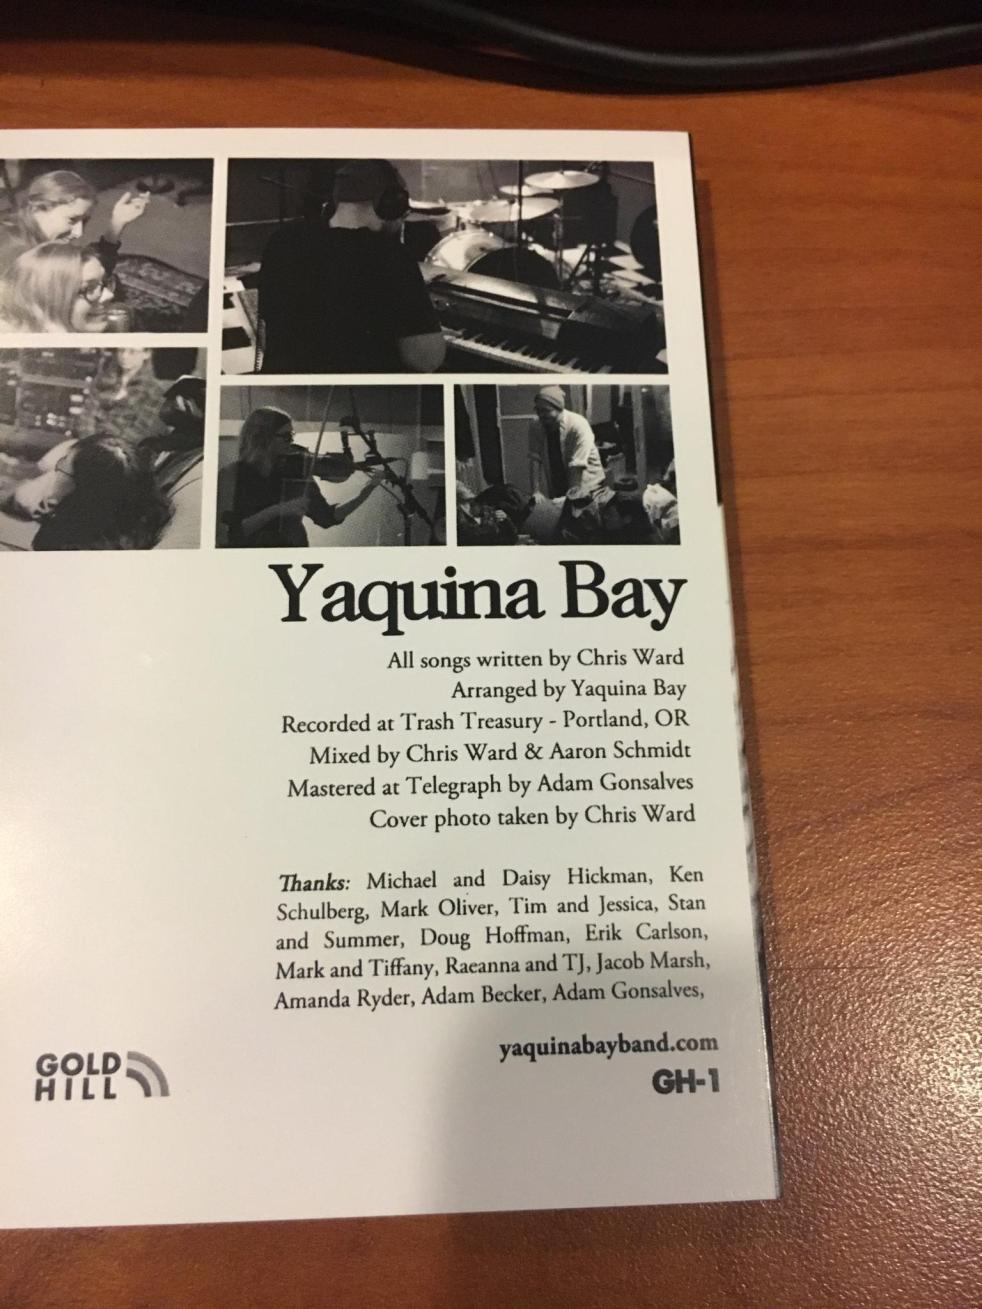 Yaquina Bay
All songs written by Chris Ward
Arranged by Yaquina Bay
Recorded at Trash Treasury - Portland, OR
Mixed by Chris Ward & Aaron Schmidt
Mastered at Telegraph by Adam Gonsalves
Cover photo taken by Chris Ward
Thanks: Michael and Daisy Hickman, Ken
Schulberg, Mark Oliver, Tim and Jessica, Stan
and Summer, Doug Hoffman, Erik Carlson,
Mark and Tiffany, Raeanna and TJ, Jacob Marsh,
Amanda Ryder, Adam Becker, Adam Gonsalves,
yaquinabayband.com
GH-1
GOLD
HILL